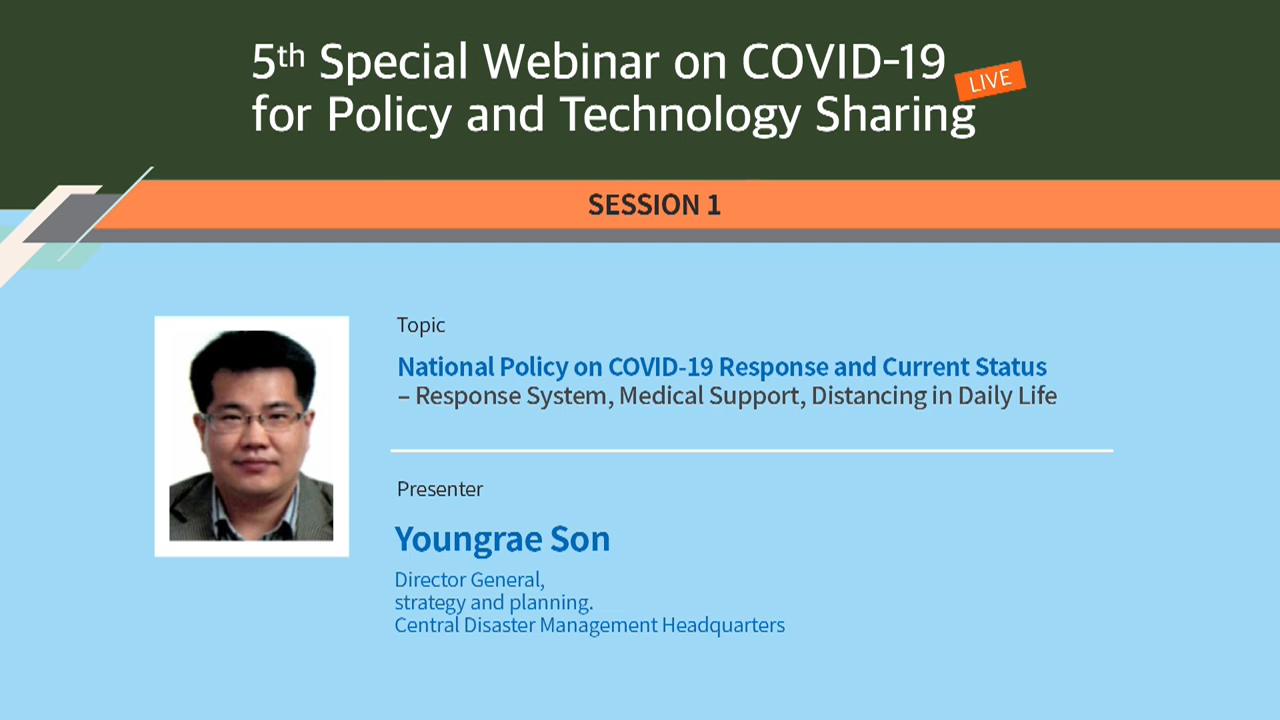 5th Special Webinar on COVID-19
LIVE
for Policy and Technology Sharing
SESSION 1
Topic
National Policy on COVID-19 Response and Current Status
– Response System, Medical Support, Distancing in Daily Life
Presenter
Youngrae Son
Director General,
strategy and planning.
Central Disaster Management Headquarters